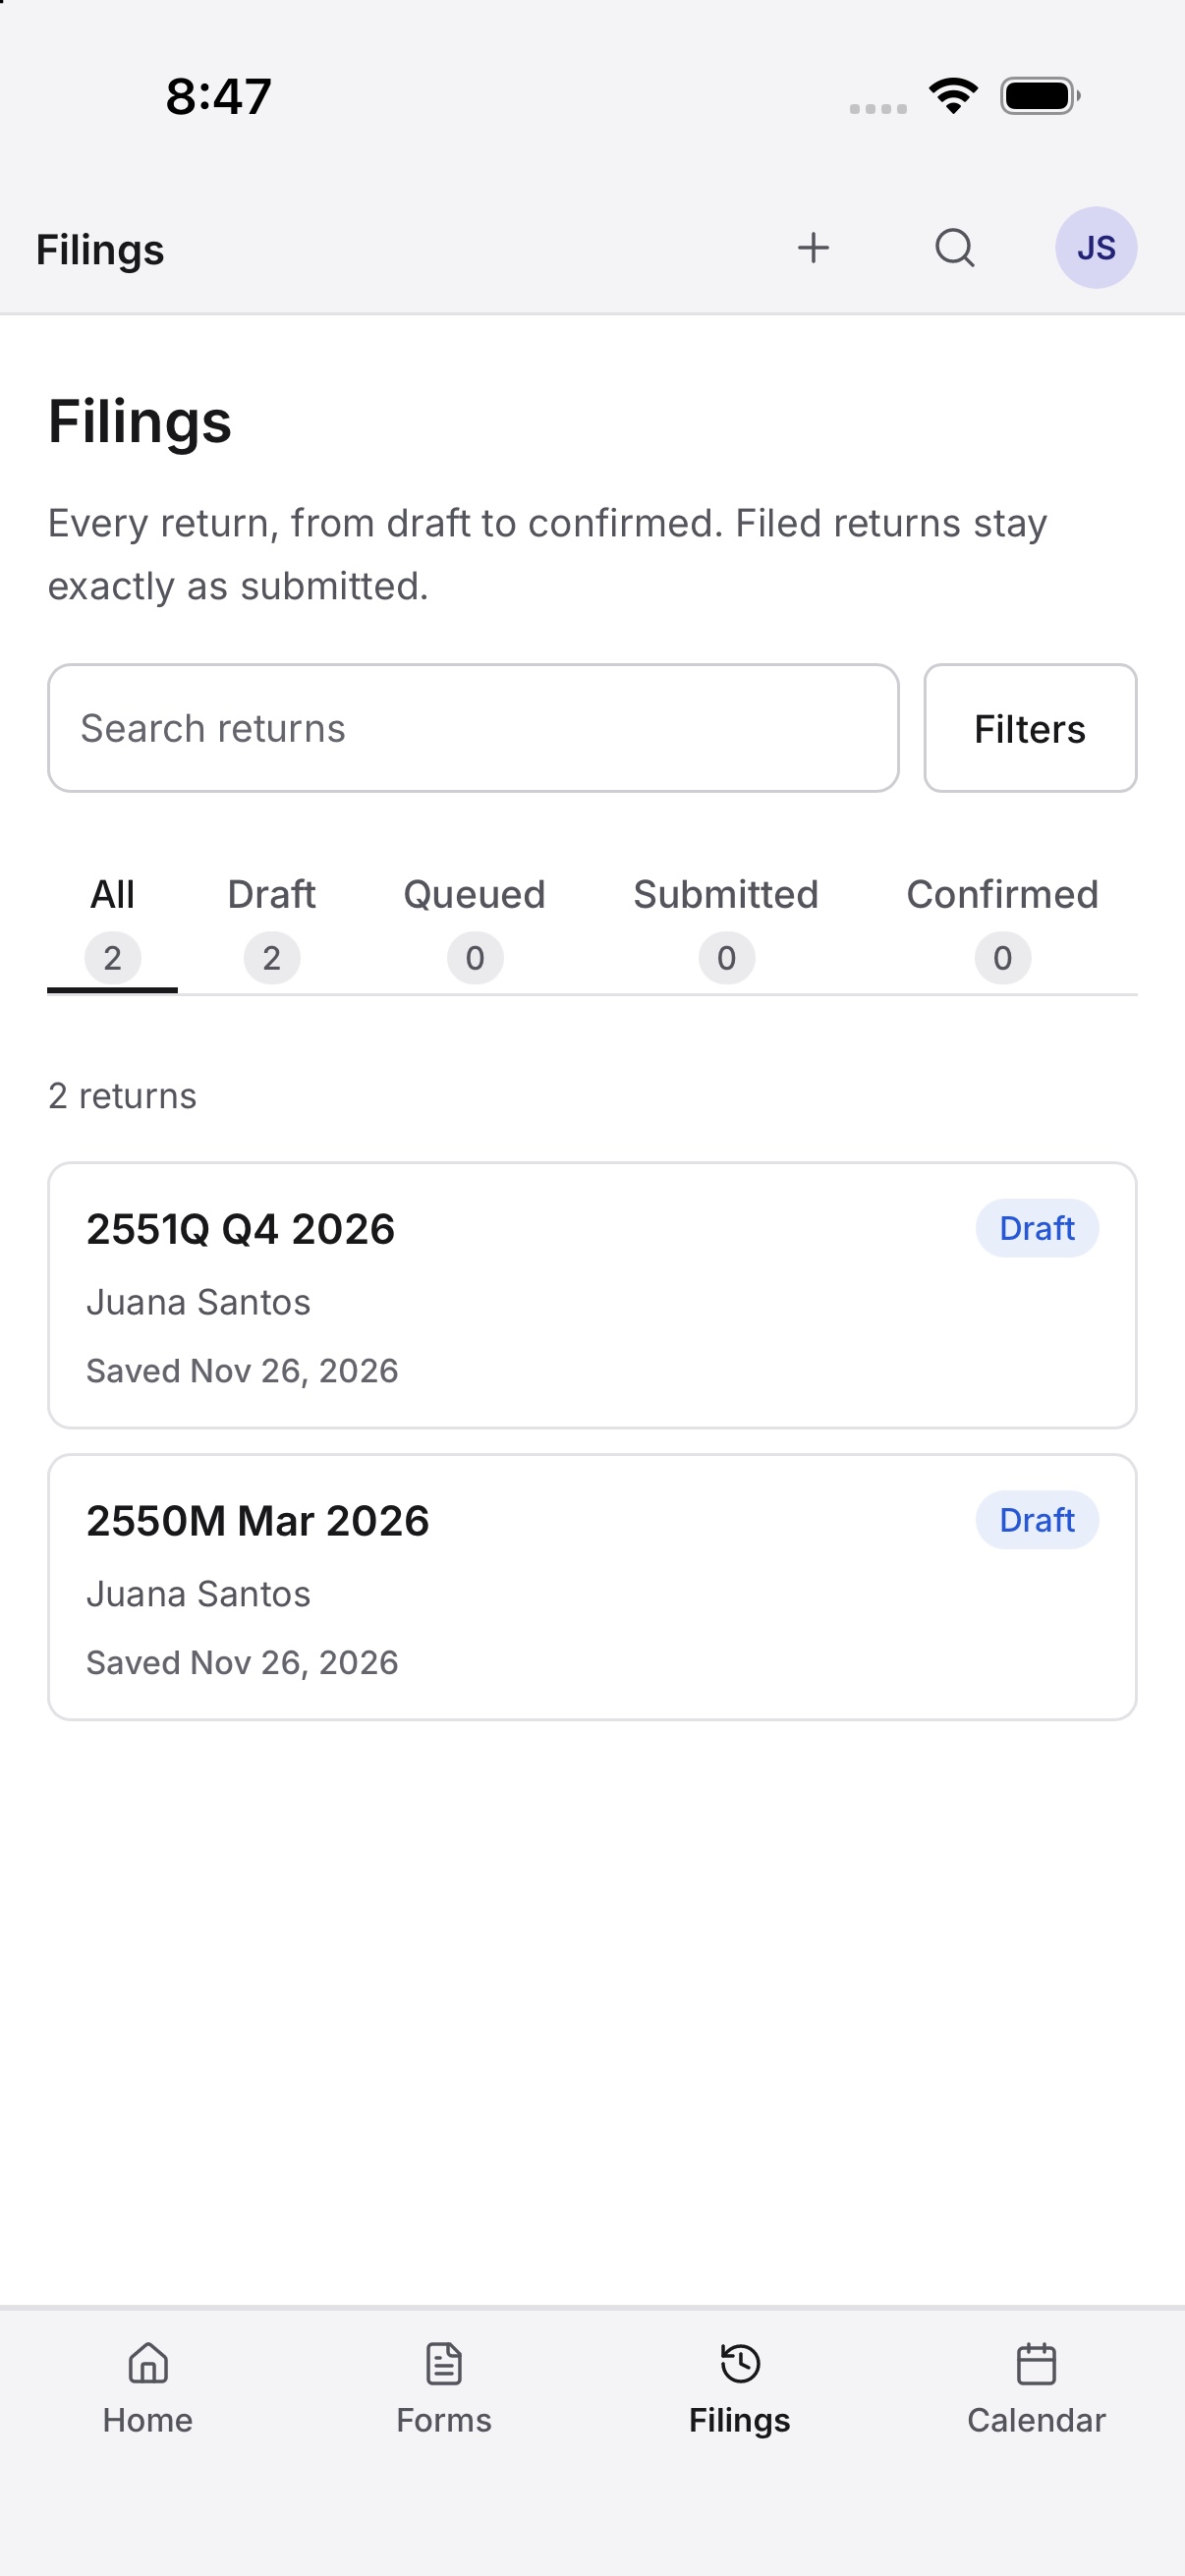 8:47
Filings
JS
Filings
Every return, from draft to confirmed. Filed returns stay
exactly as submitted.
Search returns
Filters
All
2
Draft
2
Queued
0
Submitted
0
Confirmed
0
2 returns
2551Q Q4 2026
Draft
Juana Santos
Saved Nov 26, 2026
2550M Mar 2026
Draft
Juana Santos
Saved Nov 26, 2026
Home
Forms
Filings
Calendar